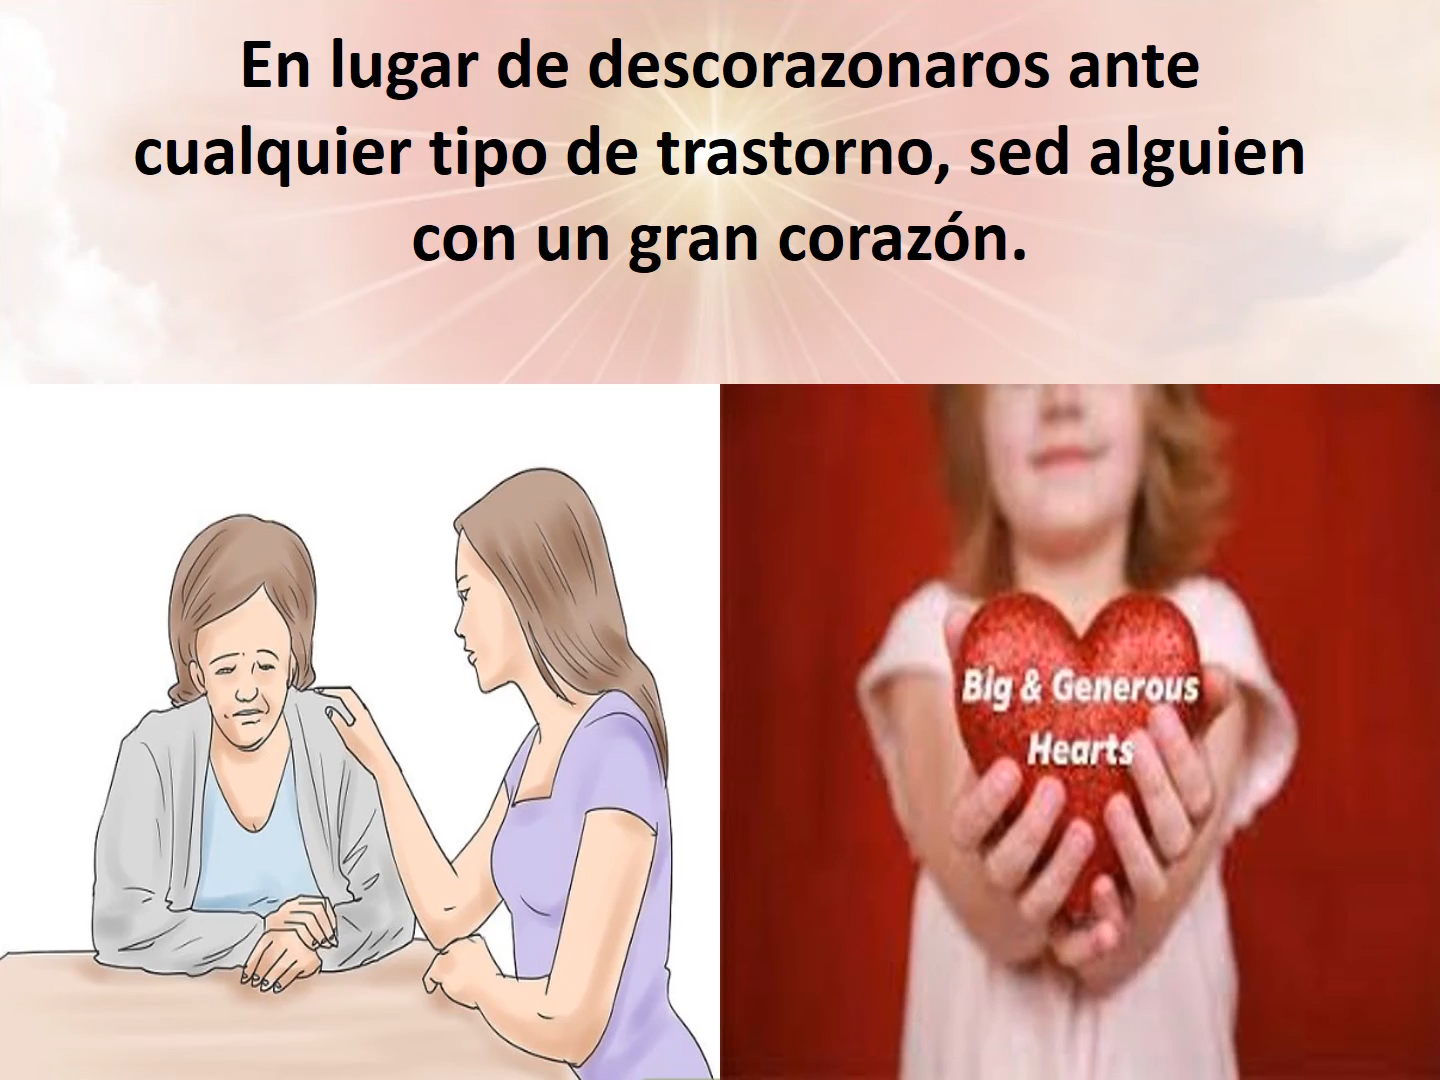 En lugar de descorazonaros ante
cualquier tipo de trastorno, sed alguien
con un gran corazón.
Big & Generous
Hearts